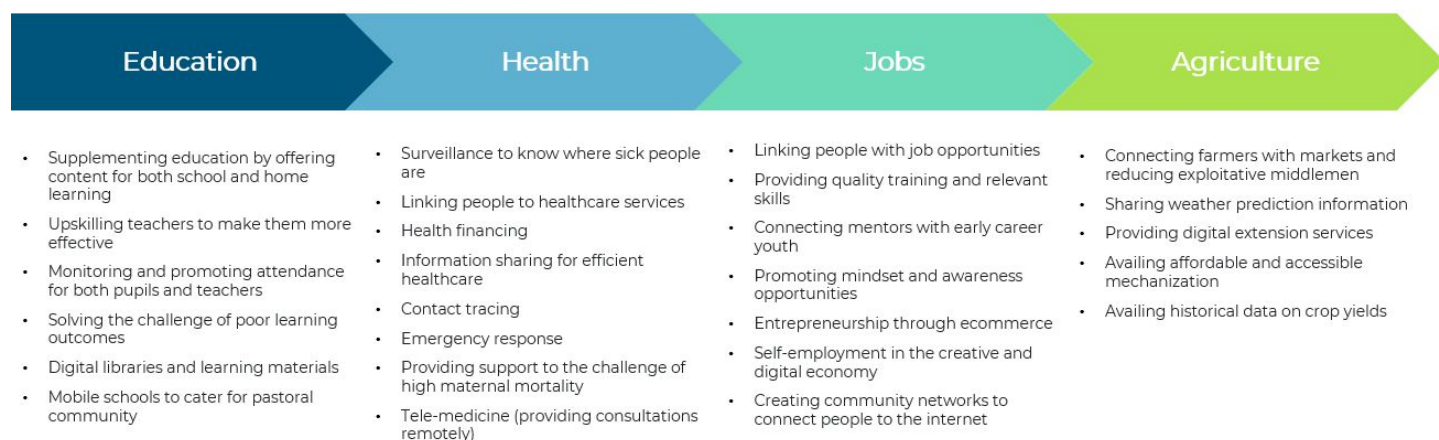 Education
Health
Jobs
Agriculture
• Supplementing education by offering
content for both school and home
learning
• Upskilling teachers to make them more
effective
• Monitoring and promoting attendance
for both pupils and teachers
• Solving the challenge of poor learning
outcomes
• Digital libraries and learning materials
• Mobile schools to cater for pastoral
community
• Surveillance to know where sick people
are
• Linking people to healthcare services
• Health financing
• Information sharing for efficient
healthcare
• Contact tracing
• Emergency response
• Providing support to the challenge of
high maternal mortality
• Tele-medicine (providing consultations
remotely)
• Linking people with job opportunities
• Providing quality training and relevant
skills
• Connecting mentors with early career
youth
• Promoting mindset and awareness
opportunities
• Entrepreneurship through ecommerce
• Self-employment in the creative and
digital economy
• Creating community networks to
connect people to the internet
• Connecting farmers with markets and
reducing exploitative middlemen
• Sharing weather prediction information
• Providing digital extension services
• Availing affordable and accessible
mechanization
• Availing historical data on crop yields